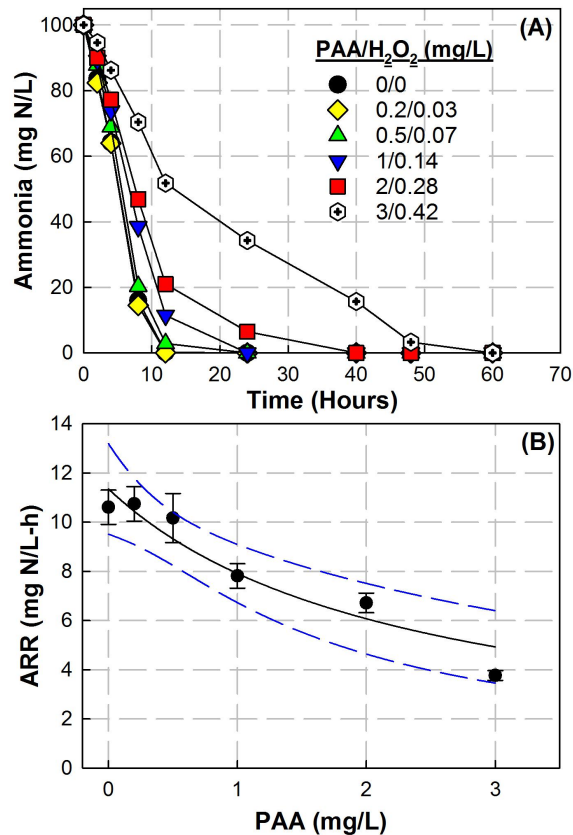 (A)
PAA/H₂O₂ (mg/L)
0/0
0.2/0.03
0.5/0.07
1/0.14
2/0.28
3/0.42
Ammonia (mg N/L)
100
80
60
40
20
0
0 10 20 30 40 50 60 70
Time (Hours)
(B)
ARR (mg N/L-h)
14
12
10
8
6
4
2
0
0 1 2 3
PAA (mg/L)